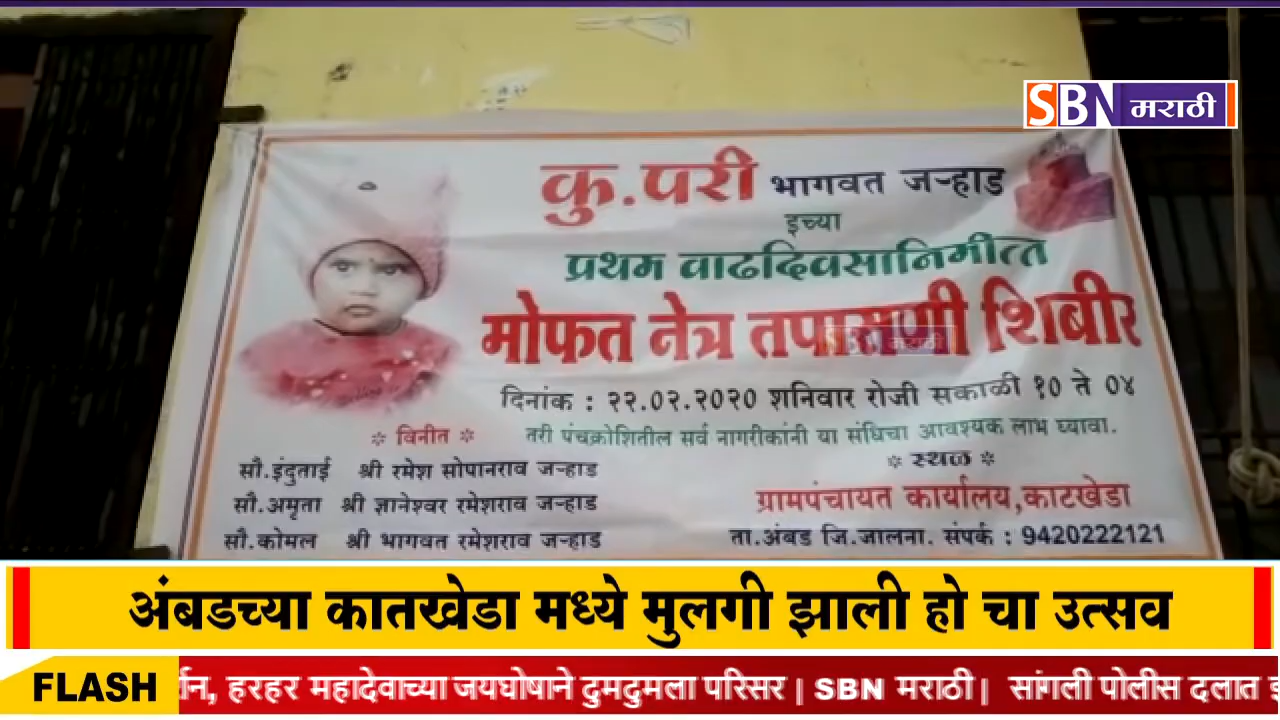 SBN मराठी
कु.परी भागवत जऱ्हाड
इच्या
प्रथम वाढदिवसानिमीत्त
मोफत नेत्र तपासणी शिबीर
SBN मराठी
दिनांक : २२.०२.२०२० शनिवार रोजी सकाळी १० ते ०४
तरी पंचक्रोशितील सर्व नागरीकांनी या संधिचा आवश्यक लाभ घ्यावा.
❊ विनीत ❊
सौ.इंदुताई श्री रमेश सोपानराव जऱ्हाड
सौ.अमृता श्री ज्ञानेश्वर रमेशराव जऱ्हाड
सौ.कोमल श्री भागवत रमेशराव जऱ्हाड
❊ स्थळ ❊
ग्रामपंचायत कार्यालय,काटखेडा
ता.अंबड जि.जालना. संपर्क : 9420222121
अंबडच्या कातखेडा मध्ये मुलगी झाली हो चा उत्सव
FLASH हरहर महादेवाच्या जयघोषाने दुमदुमला परिसर | SBN मराठी | सांगली पोलीस दलात